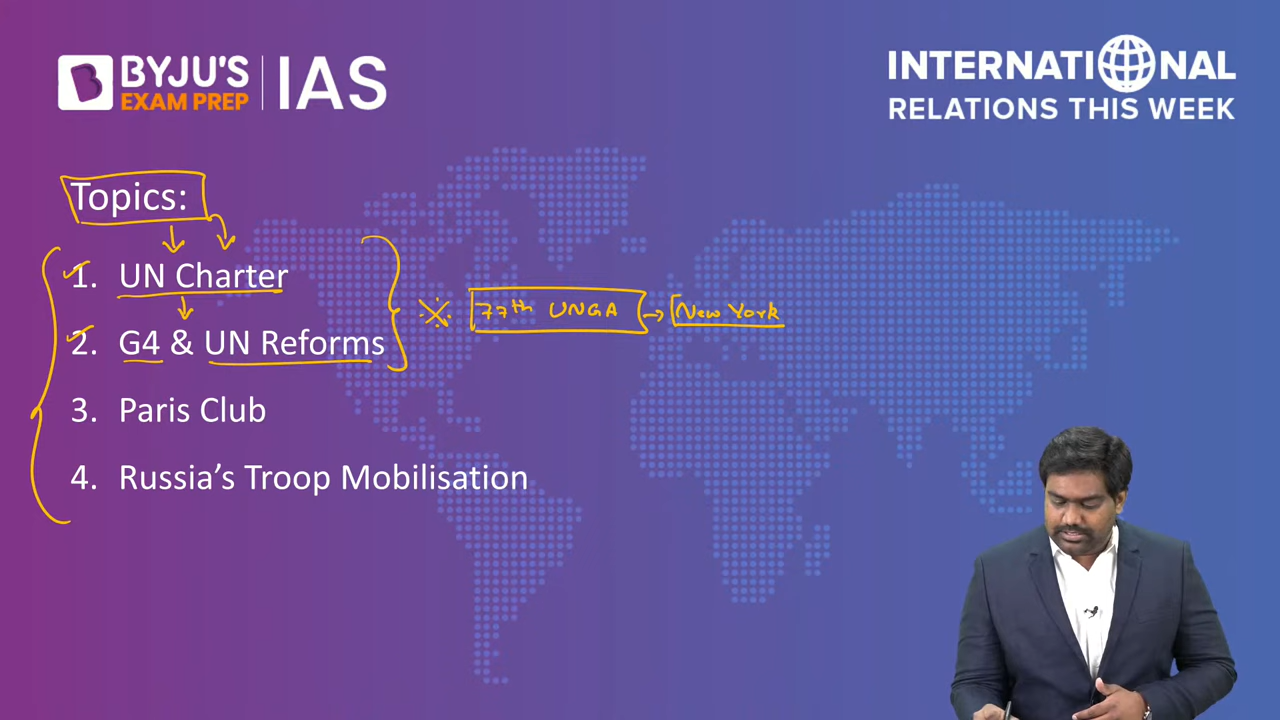 BYJU'S
EXAM PREP
IAS
INTERNATIONAL
RELATIONS THIS WEEK
Topics:
1. UN Charter
2. G4 & UN Reforms
77th UNGA → New York
3. Paris Club
4. Russia's Troop Mobilisation